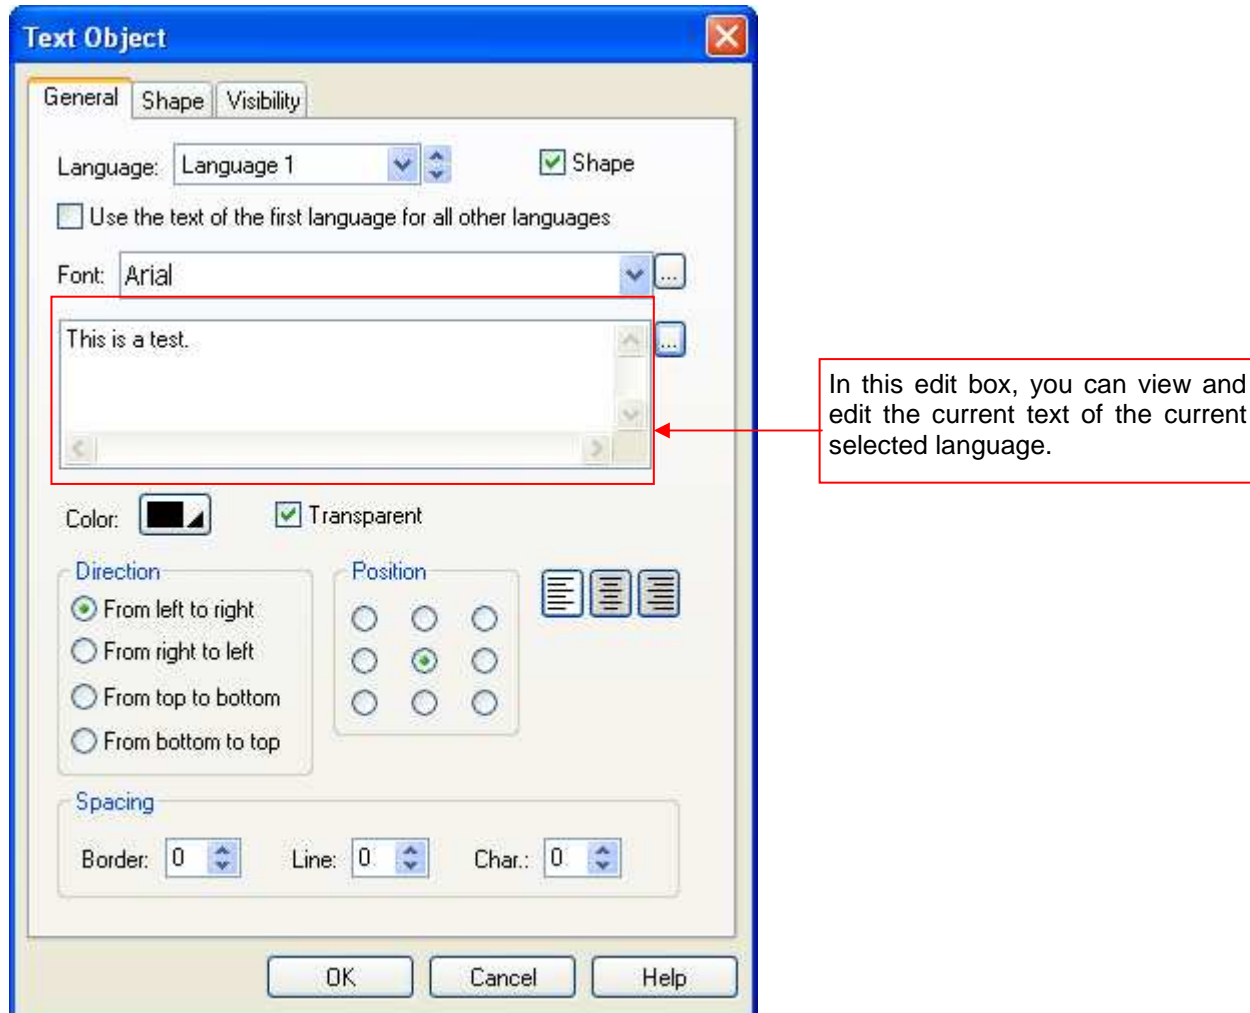 Text Object
General Shape Visibility
Language: Language 1 Shape
Use the text of the first language for all other languages
Font: Arial ...
This is a test. ...
In this edit box, you can view and
edit the current text of the current
selected language.
Color: Transparent
Direction Position
From left to right
From right to left
From top to bottom
From bottom to top
Spacing
Border: 0 Line: 0 Char.: 0
OK Cancel Help